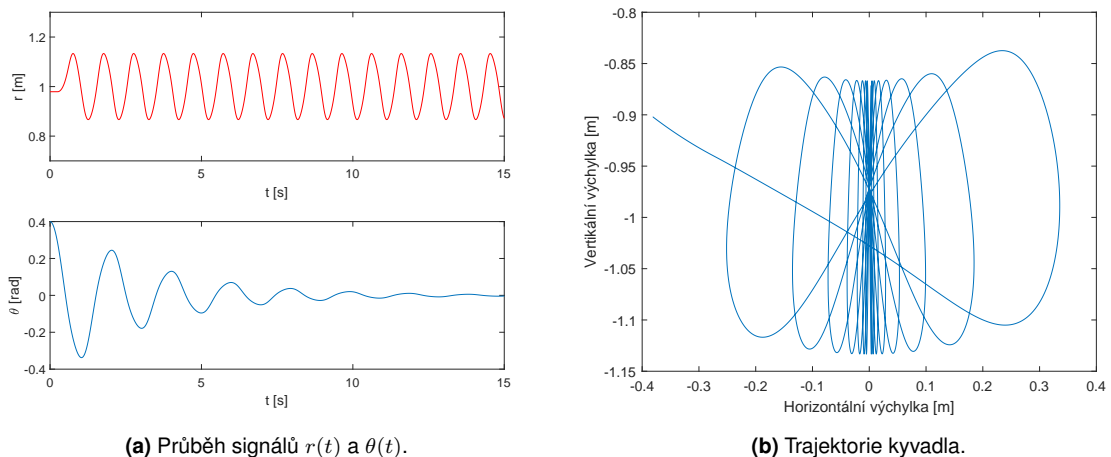 1.2
1
0.8
r [m]
0 5 10 15
t [s]
0.4
0.2
0
-0.2
-0.4
θ [rad]
0 5 10 15
t [s]
(a) Průběh signálů r(t) a θ(t).
-0.8
-0.85
-0.9
-0.95
-1
-1.05
-1.1
-1.15
Vertikální výchylka [m]
-0.4 -0.3 -0.2 -0.1 0 0.1 0.2 0.3 0.4
Horizontální výchylka [m]
(b) Trajektorie kyvadla.